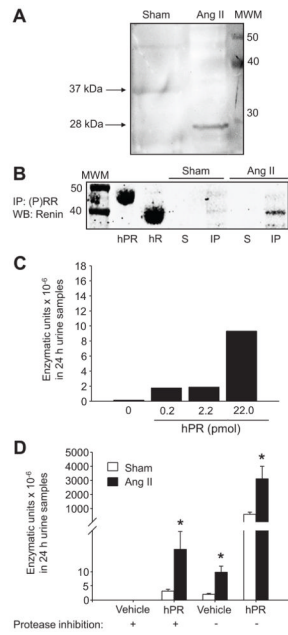 A
Sham Ang II MWM
50
40
37 kDa
30
28 kDa
B
Sham Ang II
MWM
50
IP: (P)RR
WB: Renin
40
hPR hR S IP S IP
C
Enzymatic units x 10-6
in 24 h urine samples
18
16
14
12
10
8
6
4
2
0
0 0.2 2.2 22.0
hPR (pmol)
D
Enzymatic units x 10-6
in 24 h urine samples
5000
4000
3000
2000
1000
10
5
0
Sham
Ang II
* * *
Vehicle hPR Vehicle hPR
Protease inhibition: + + - -